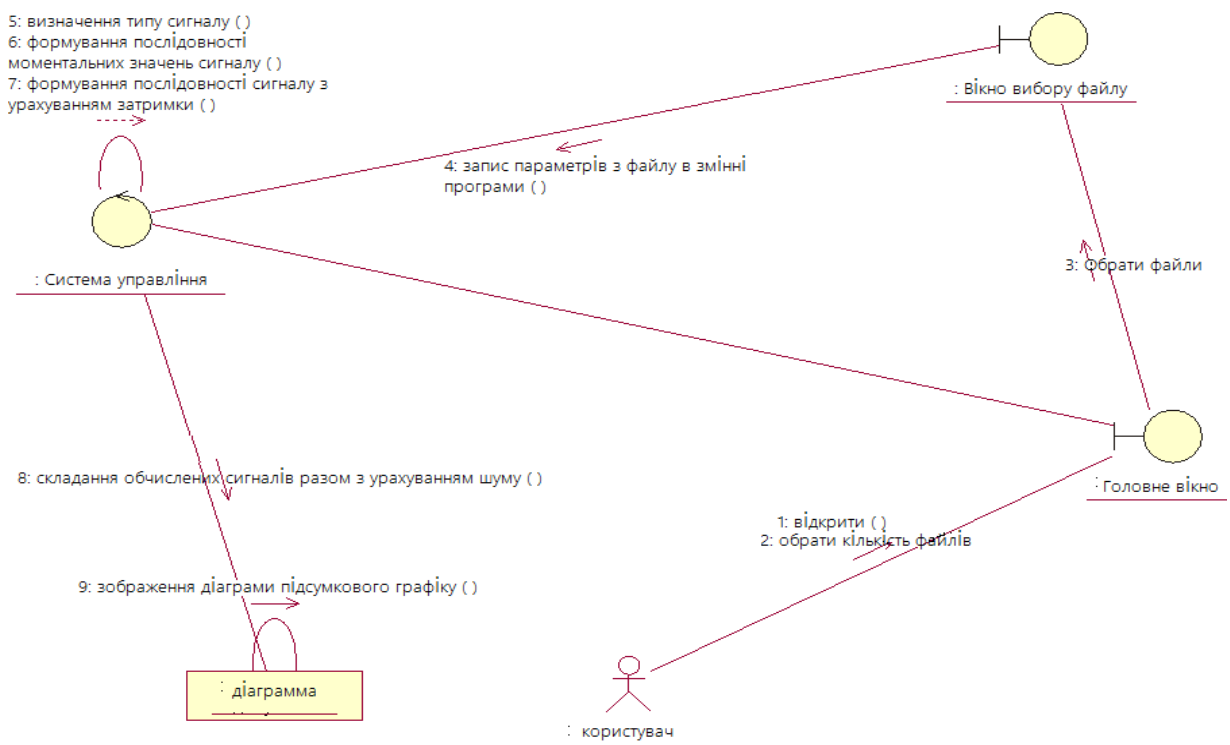 5: визначення типу сигналу ( )
6: формування послідовності
моментальних значень сигналу ( )
7: формування послідовності сигналу з
урахуванням затримки ( )
: Вікно вибору файлу
4: запис параметрів з файлу в змінні
програми ( )
: Система управління
3: Обрати файли
8: складання обчислених сигналів разом з урахуванням шуму ( )
: Головне вікно
1: відкрити ( )
2: обрати кількість файлів
9: зображення діаграми підсумкового графіку ( )
: діаграмма
: користувач